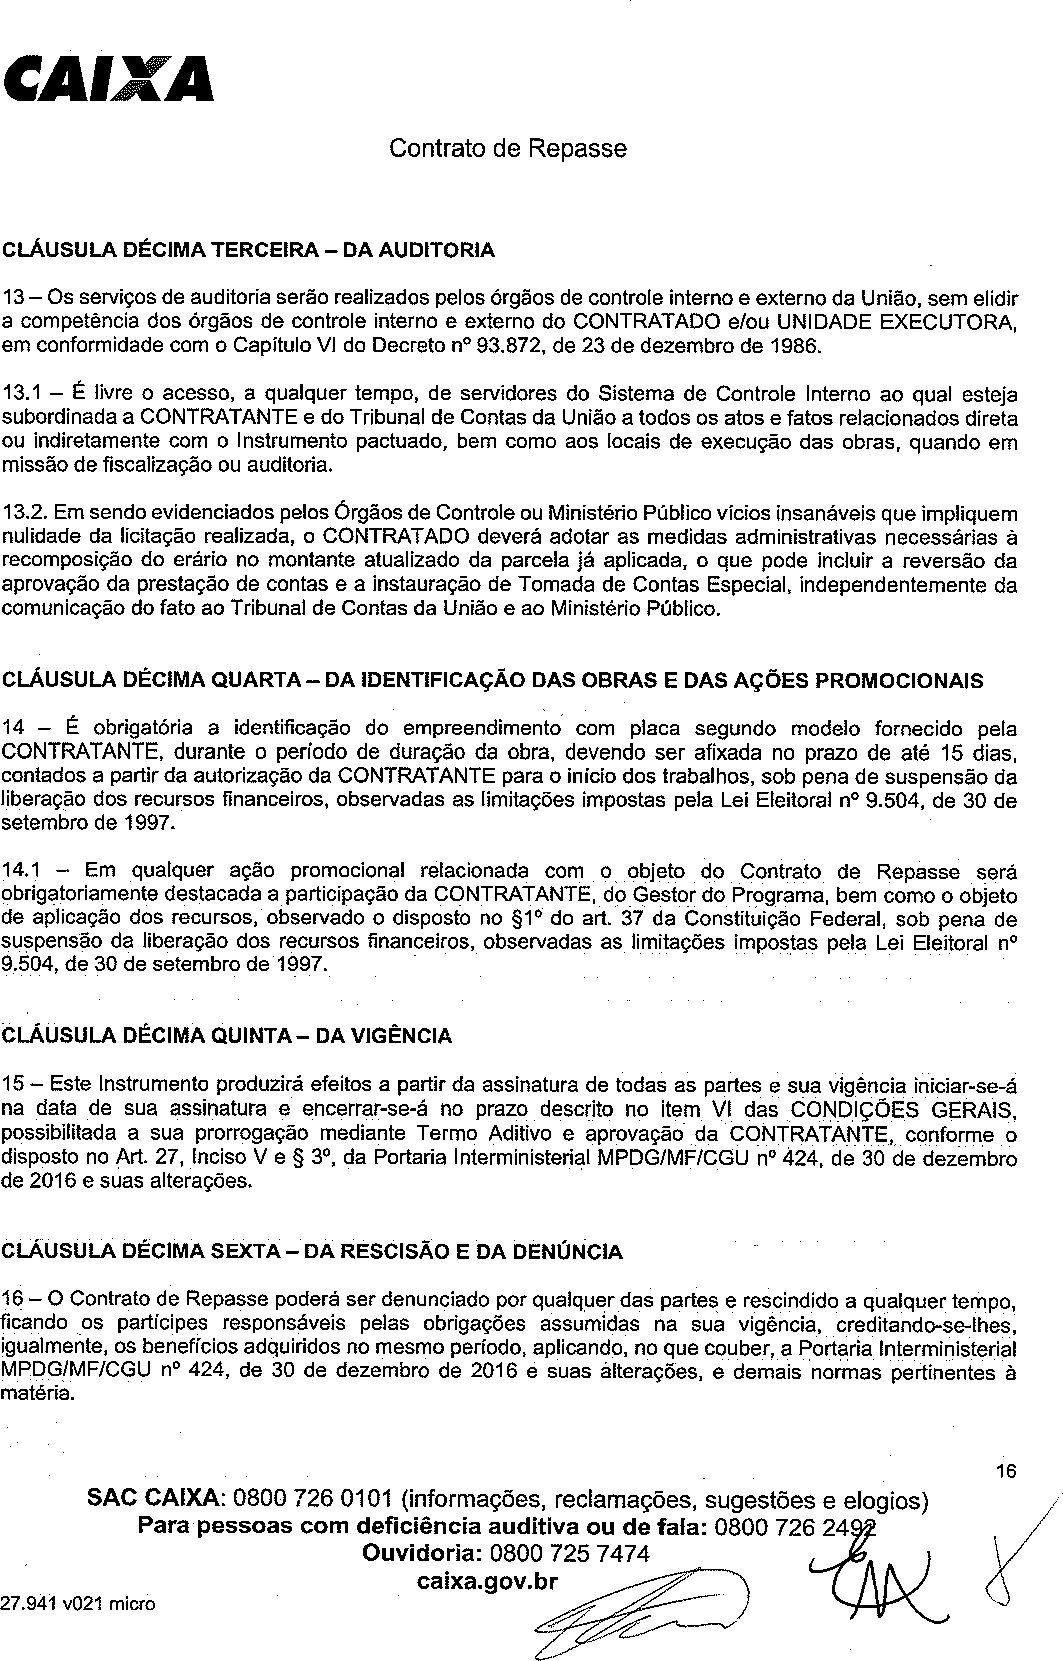 CAIXA
Contrato de Repasse
CLÁUSULA DÉCIMA TERCEIRA – DA AUDITORIA
13 – Os serviços de auditoria serão realizados pelos órgãos de controle interno e externo da União, sem elidir
a competência dos órgãos de controle interno e externo do CONTRATADO e/ou UNIDADE EXECUTORA,
em conformidade com o Capítulo VI do Decreto nº 93.872, de 23 de dezembro de 1986.
13.1 – É livre o acesso, a qualquer tempo, de servidores do Sistema de Controle Interno ao qual esteja
subordinada a CONTRATANTE e do Tribunal de Contas da União a todos os atos e fatos relacionados direta
ou indiretamente com o Instrumento pactuado, bem como aos locais de execução das obras, quando em
missão de fiscalização ou auditoria.
13.2. Em sendo evidenciados pelos Órgãos de Controle ou Ministério Público vícios insanáveis que impliquem
nulidade da licitação realizada, o CONTRATADO deverá adotar as medidas administrativas necessárias à
recomposição do erário no montante atualizado da parcela já aplicada, o que pode incluir a reversão da
aprovação da prestação de contas e a instauração de Tomada de Contas Especial, independentemente da
comunicação do fato ao Tribunal de Contas da União e ao Ministério Público.
CLÁUSULA DÉCIMA QUARTA – DA IDENTIFICAÇÃO DAS OBRAS E DAS AÇÕES PROMOCIONAIS
14 – É obrigatória a identificação do empreendimento com placa segundo modelo fornecido pela
CONTRATANTE, durante o período de duração da obra, devendo ser afixada no prazo de até 15 dias,
contados a partir da autorização da CONTRATANTE para o início dos trabalhos, sob pena de suspensão da
liberação dos recursos financeiros, observadas as limitações impostas pela Lei Eleitoral nº 9.504, de 30 de
setembro de 1997.
14.1 – Em qualquer ação promocional relacionada com o objeto do Contrato de Repasse será
obrigatoriamente destacada a participação da CONTRATANTE, do Gestor do Programa, bem como o objeto
de aplicação dos recursos, observado o disposto no §1º do art. 37 da Constituição Federal, sob pena de
suspensão da liberação dos recursos financeiros, observadas as limitações impostas pela Lei Eleitoral nº
9.504, de 30 de setembro de 1997.
CLÁUSULA DÉCIMA QUINTA – DA VIGÊNCIA
15 – Este Instrumento produzirá efeitos a partir da assinatura de todas as partes e sua vigência iniciar-se-á
na data de sua assinatura e encerrar-se-á no prazo descrito no item VI das CONDIÇÕES GERAIS,
possibilitada a sua prorrogação mediante Termo Aditivo e aprovação da CONTRATANTE, conforme o
disposto no Art. 27, Inciso V e § 3º, da Portaria Interministerial MPDG/MF/CGU nº 424, de 30 de dezembro
de 2016 e suas alterações.
CLÁUSULA DÉCIMA SEXTA – DA RESCISÃO E DA DENÚNCIA
16 – O Contrato de Repasse poderá ser denunciado por qualquer das partes e rescindido a qualquer tempo,
ficando os partícipes responsáveis pelas obrigações assumidas na sua vigência, creditando-se-lhes,
igualmente, os benefícios adquiridos no mesmo período, aplicando, no que couber, a Portaria Interministerial
MPDG/MF/CGU nº 424, de 30 de dezembro de 2016 e suas alterações, e demais normas pertinentes à
matéria.
16
SAC CAIXA: 0800 726 0101 (informações, reclamações, sugestões e elogios)
Para pessoas com deficiência auditiva ou de fala: 0800 726 2492
Ouvidoria: 0800 725 7474
caixa.gov.br
27.941 v021 micro